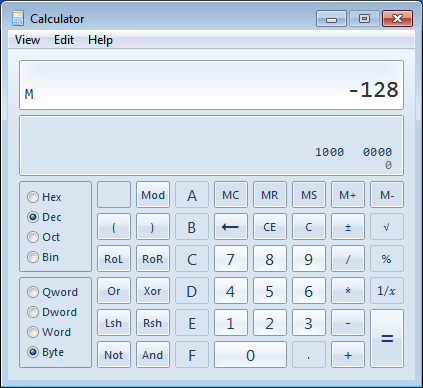 Calculator
View Edit Help
M -128
1000 0000
0
Hex
Dec
Oct
Bin
Qword
Dword
Word
Byte
Mod A MC MR MS M+ M-
( ) B ← CE C ± √
RoL RoR C 7 8 9 / %
Or Xor D 4 5 6 * 1/x
Lsh Rsh E 1 2 3 - =
Not And F 0 . +